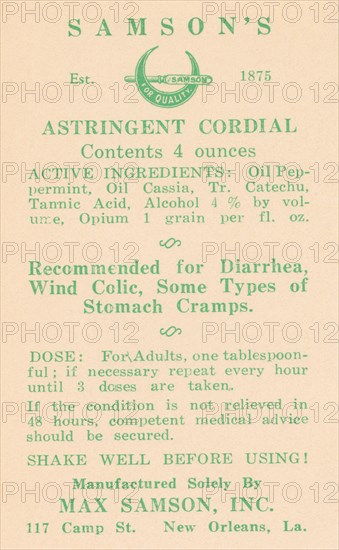 SAMSON'S
Est. SAMSON 1875
FOR QUALITY
ASTRINGENT CORDIAL
Contents 4 ounces
ACTIVE INGREDIENTS: Oil Pep-
permint, Oil Cassia, Tr. Catechu,
Tannic Acid, Alcohol 4 % by vol-
ume, Opium 1 grain per fl. oz.
Recommended for Diarrhea,
Wind Colic, Some Types of
Stomach Cramps.
DOSE: For Adults, one tablespoon-
ful; if necessary repeat every hour
until 3 doses are taken.
If the condition is not relieved in
48 hours, competent medical advice
should be secured.
SHAKE WELL BEFORE USING!
Manufactured Solely By
MAX SAMSON, INC.
117 Camp St. New Orleans, La.